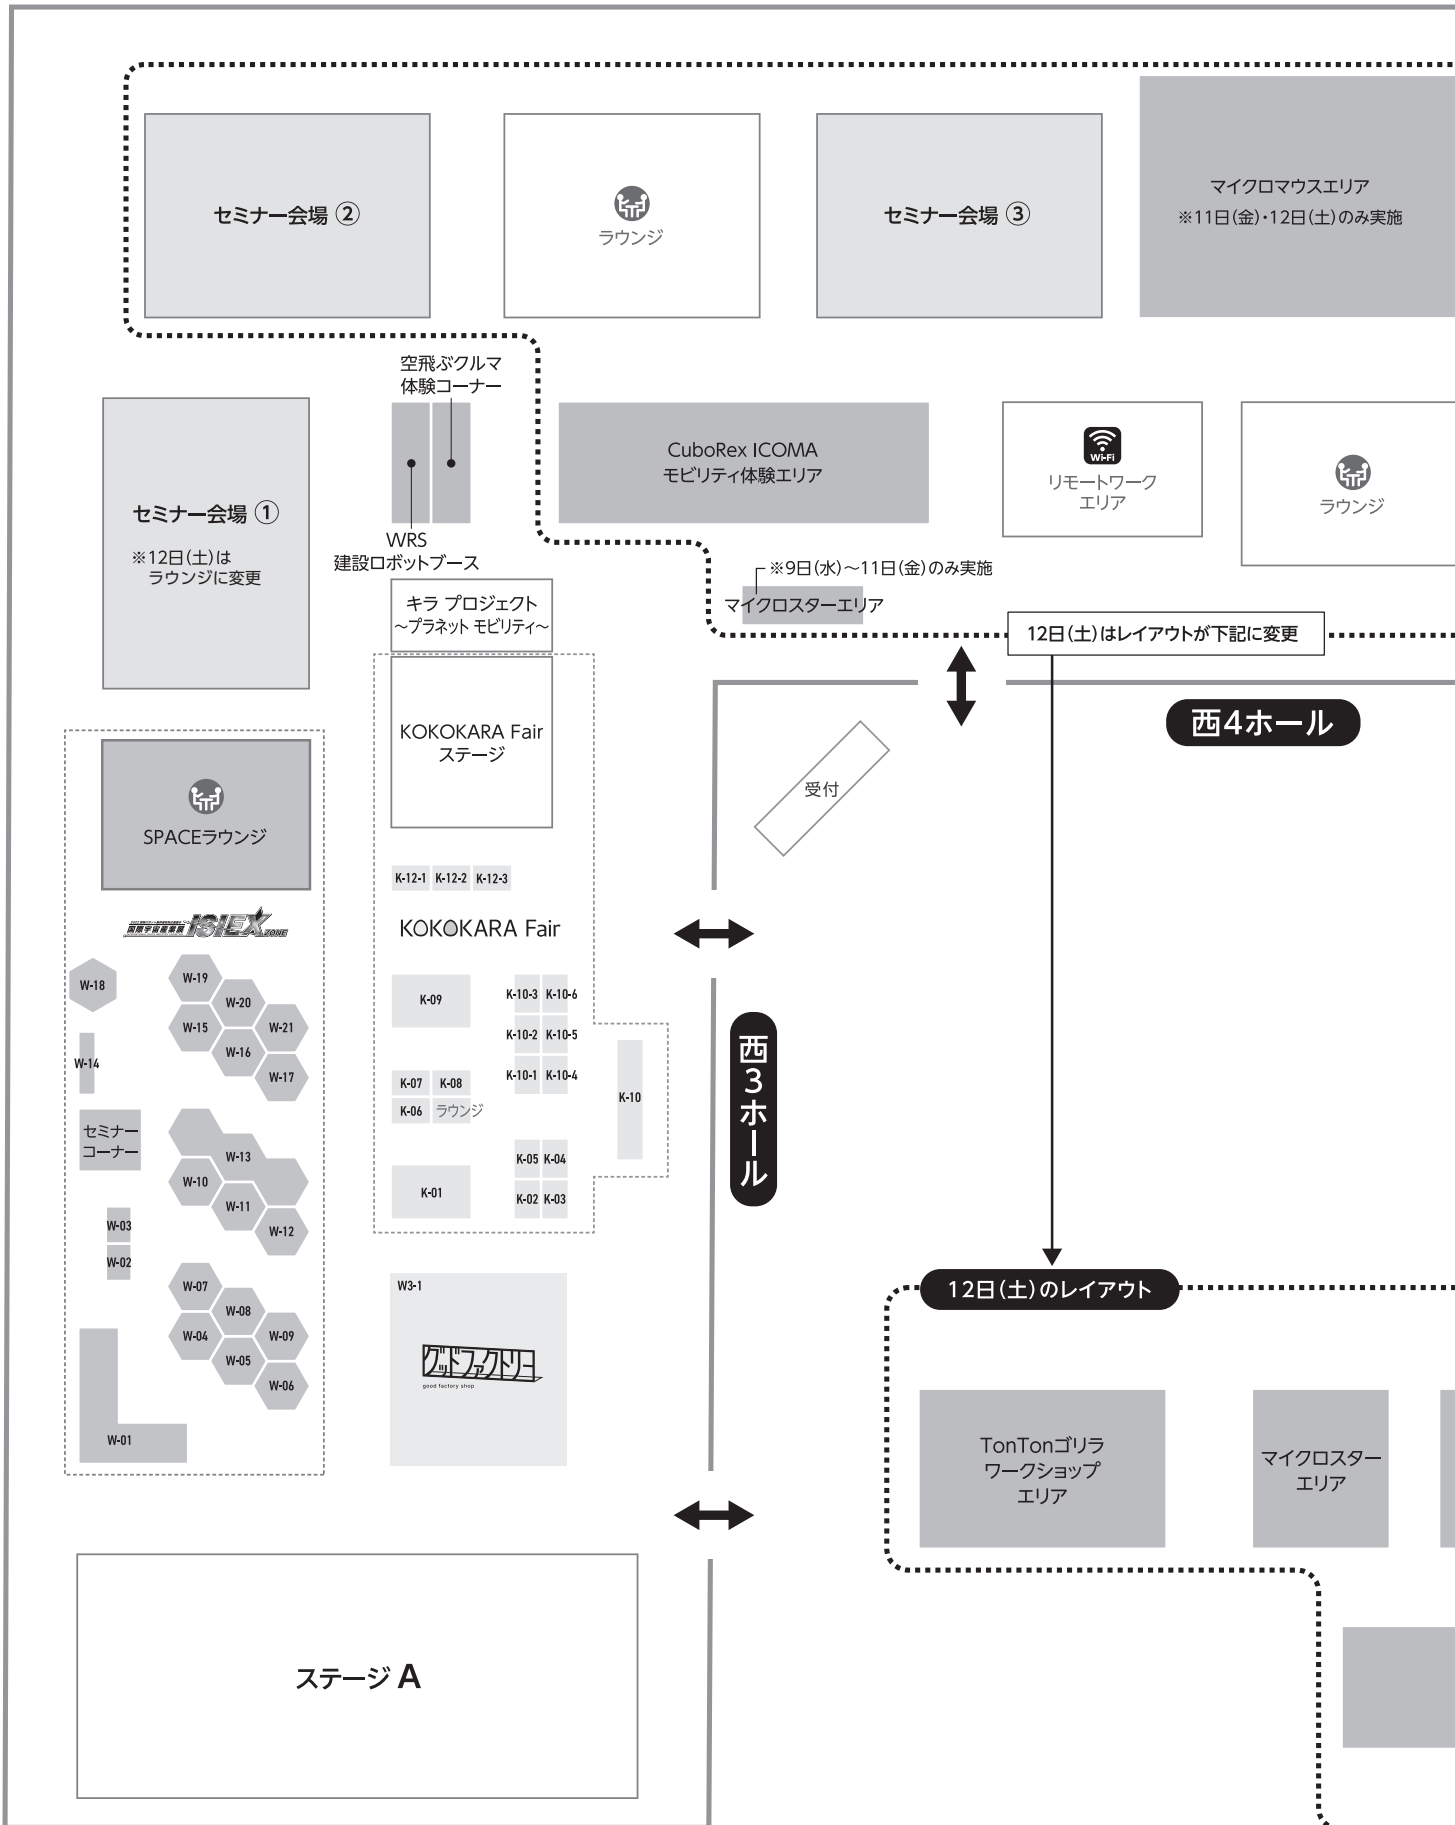 セミナー会場 ②
ラウンジ
セミナー会場 ③
マイクロマウスエリア
※11日(金)・12日(土)のみ実施
空飛ぶクルマ
体験コーナー
セミナー会場 ①
※12日(土)は
ラウンジに変更
CuboRex ICOMA
モビリティ体験エリア
Wi-Fi
リモートワーク
エリア
ラウンジ
WRS
建設ロボットブース
※9日(水)～11日(金)のみ実施
マイクロスターエリア
キラ プロジェクト
～プラネット モビリティ～
12日(土)はレイアウトが下記に変更
西4ホール
KOKOKARA Fair
ステージ
受付
SPACEラウンジ
K-12-1
K-12-2
K-12-3
国際宇宙産業展 ISIEX ZONE
KOKOKARA Fair
W-18
W-19
W-20
W-15
W-21
W-16
W-17
W-14
K-09
K-10-3
K-10-6
K-10-2
K-10-5
K-10-1
K-10-4
K-10
K-07
K-08
K-06
ラウンジ
西3ホール
セミナー
コーナー
W-13
W-10
W-11
W-12
K-05
K-04
K-01
K-02
K-03
W-03
W-02
W-07
W-08
W-04
W-09
W-05
W-06
W-01
W3-1
グッドファクトリー
good factory shop
12日(土)のレイアウト
TonTonゴリラ
ワークショップ
エリア
マイクロスター
エリア
ステージ A